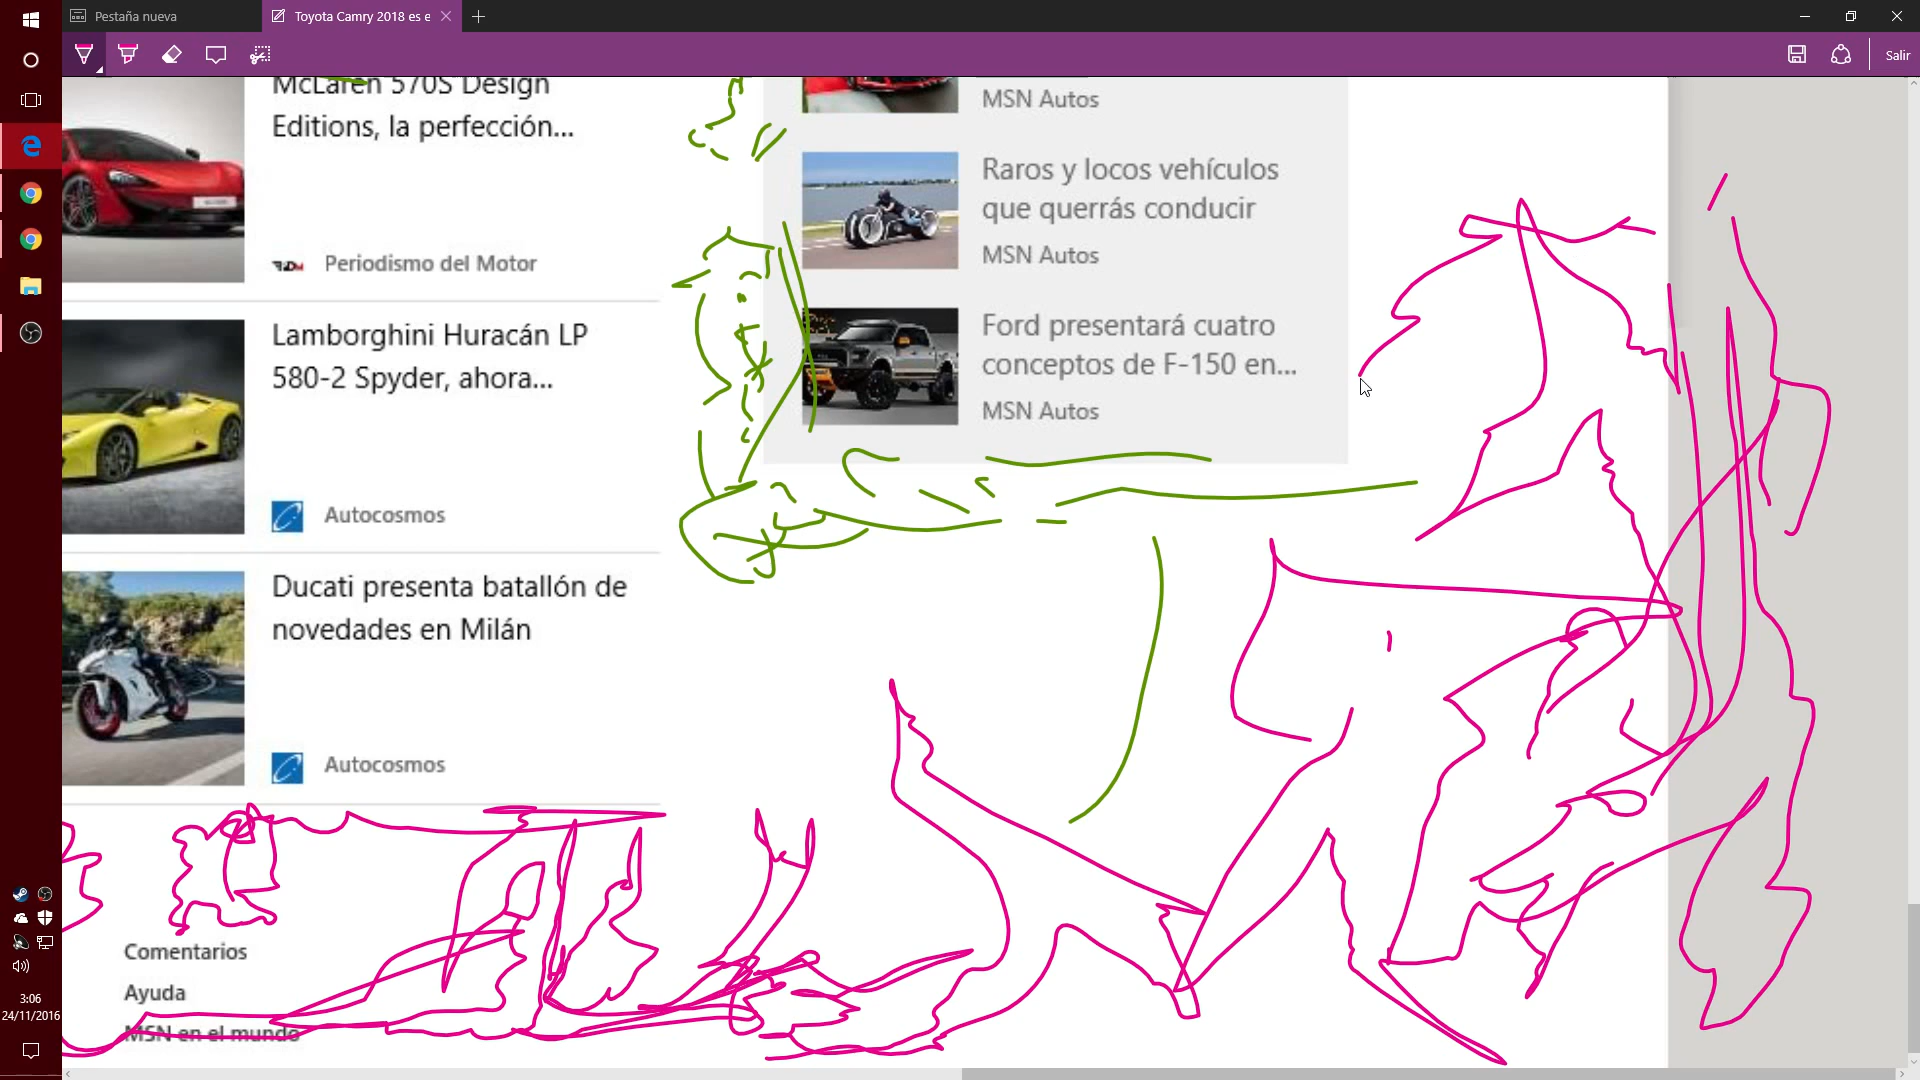 Pestaña nueva
Toyota Camry 2018 es e
Salir
McLaren 570S Design
Editions, la perfección...
Periodismo del Motor
Lamborghini Huracán LP
580-2 Spyder, ahora...
Autocosmos
Ducati presenta batallón de
novedades en Milán
Autocosmos
MSN Autos
Raros y locos vehículos
que querrás conducir
MSN Autos
Ford presentará cuatro
conceptos de F-150 en...
MSN Autos
Comentarios
Ayuda
MSN en el mundo
3:06
24/11/2016